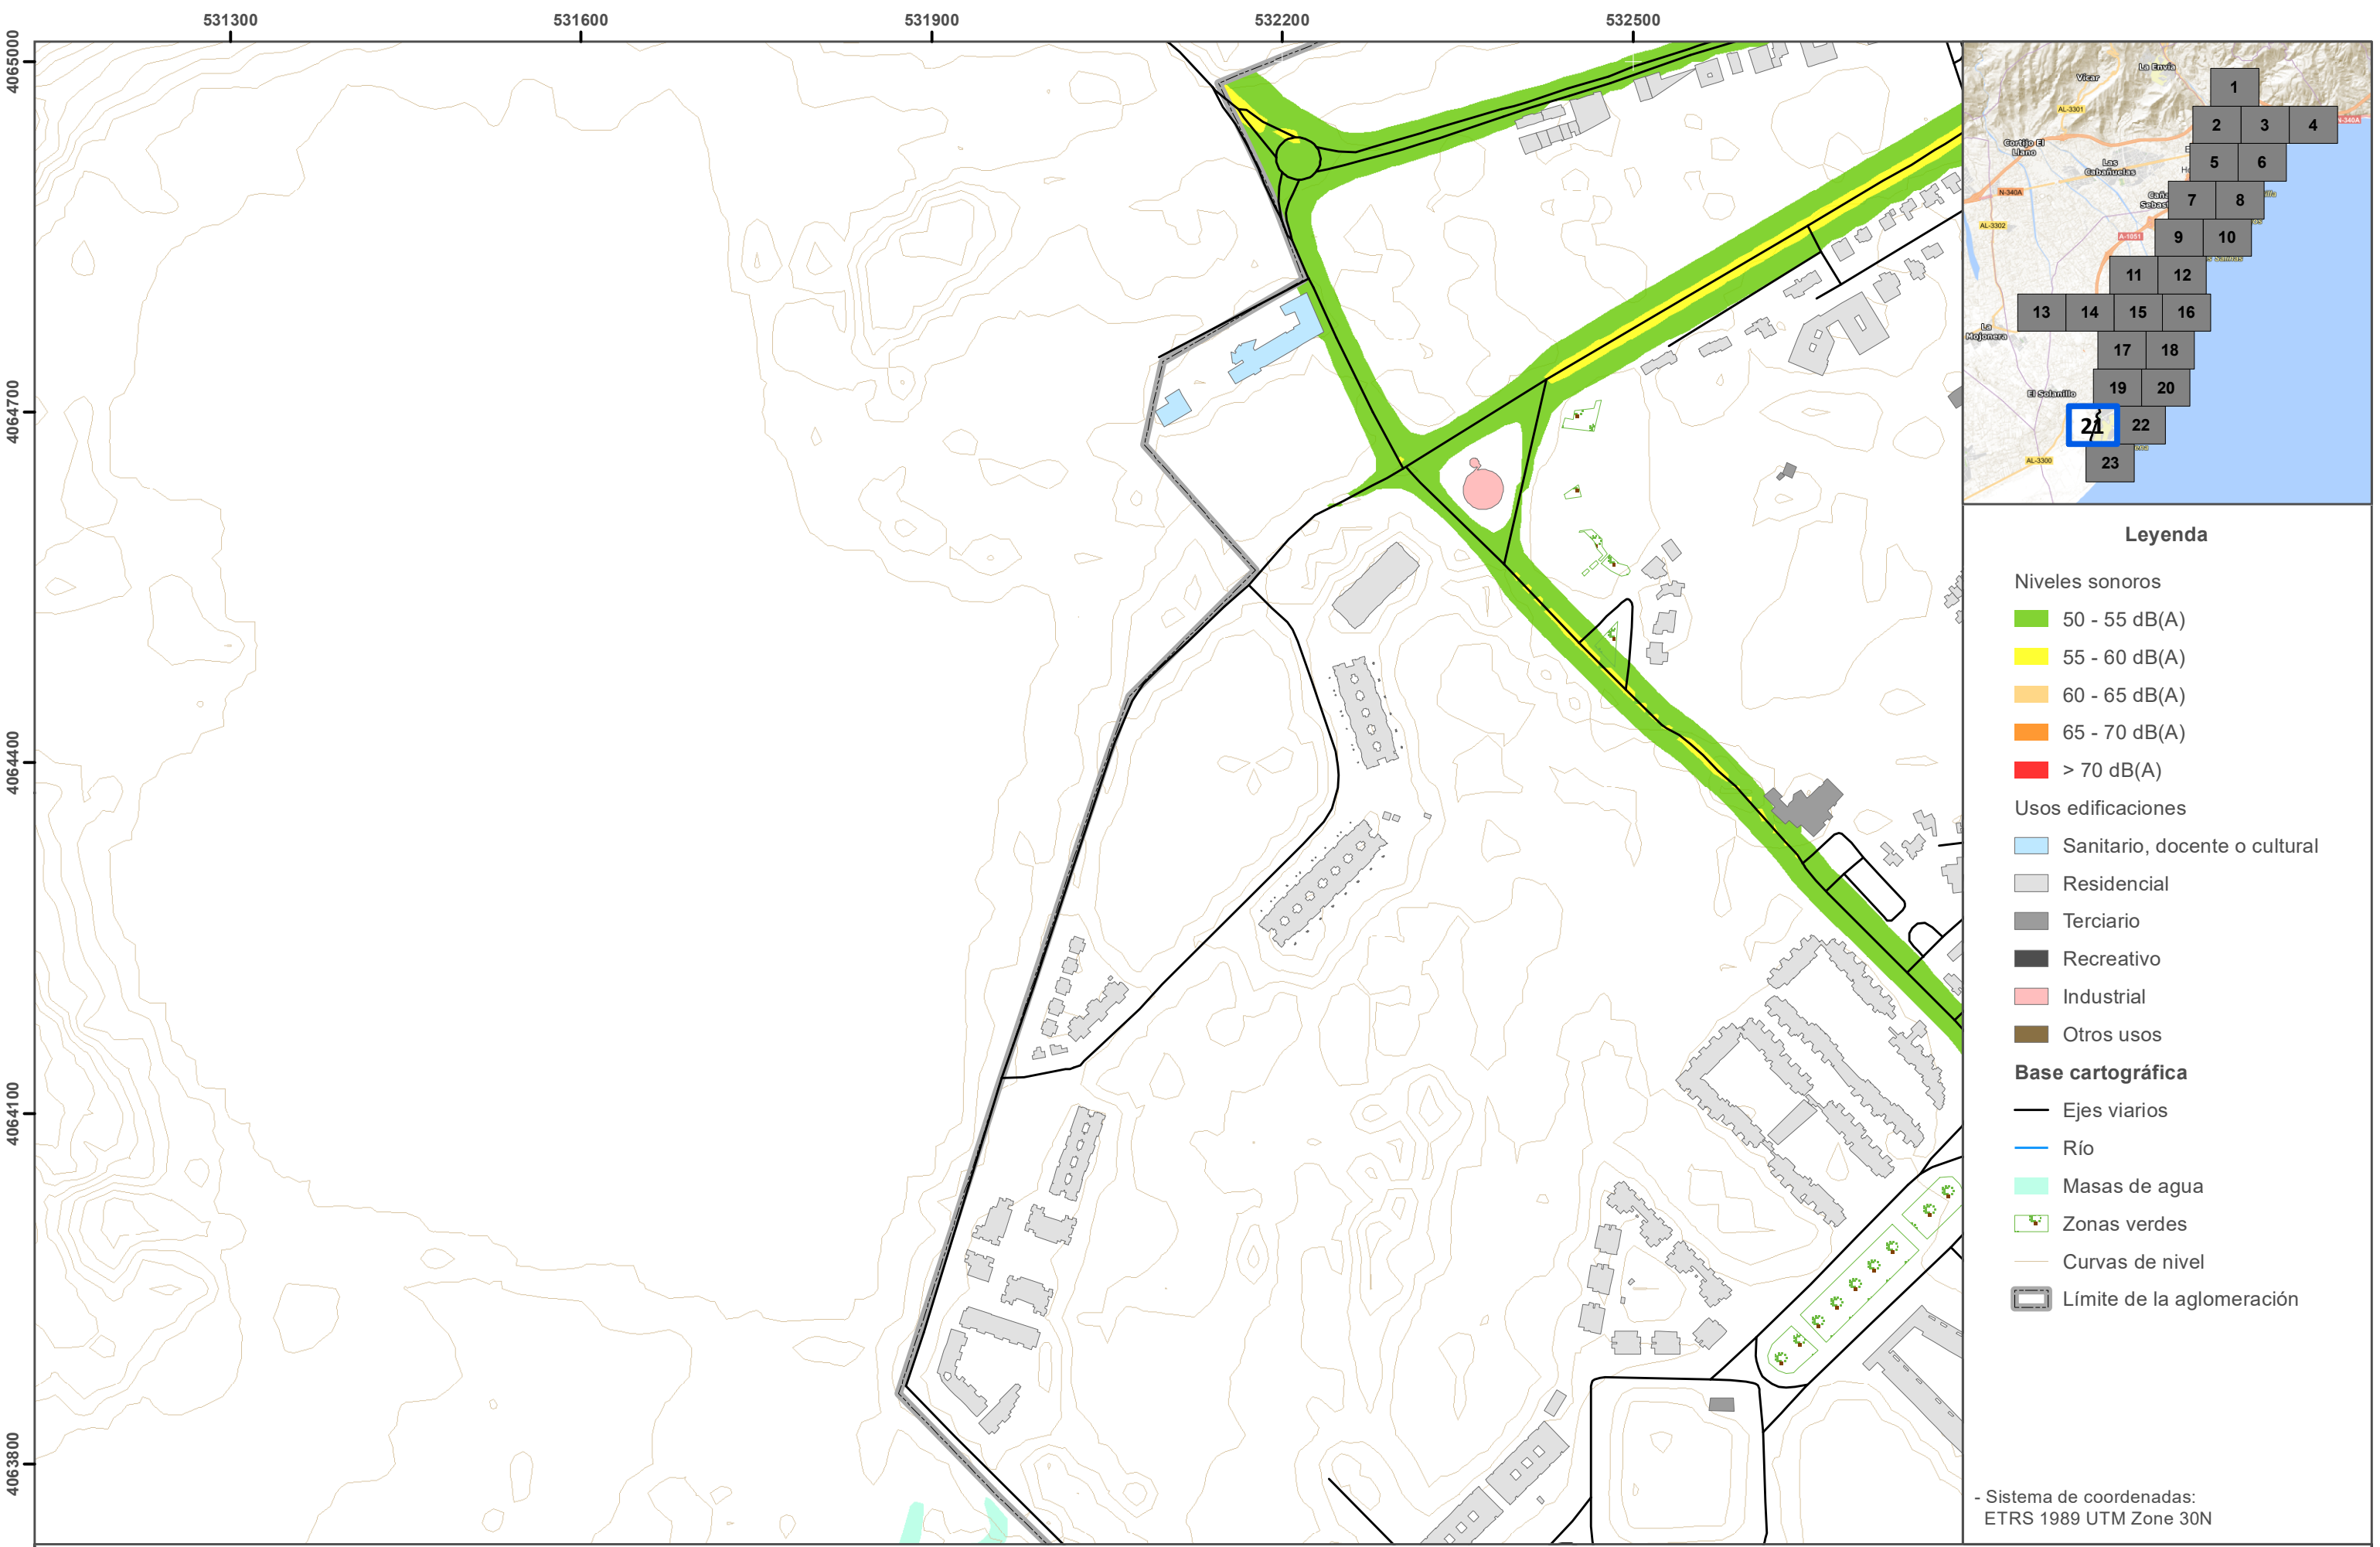 531300 531600 531900 532200 532500
4065000
4064700
4064400
4064100
4063800
La Envía
Vícar
AL-3301
N-340A
Cortijo El
Llano
Las
Cabañuelas
N-340A
AL-3302
A-1051
La
Mojonera
El Solanillo
AL-3300
1
2 3 4
5 6
7 8
9 10
11 12
13 14 15 16
17 18
19 20
21 22
23
Leyenda
Niveles sonoros
50 - 55 dB(A)
55 - 60 dB(A)
60 - 65 dB(A)
65 - 70 dB(A)
> 70 dB(A)
Usos edificaciones
Sanitario, docente o cultural
Residencial
Terciario
Recreativo
Industrial
Otros usos
Base cartográfica
Ejes viarios
Río
Masas de agua
Zonas verdes
Curvas de nivel
Límite de la aglomeración
- Sistema de coordenadas:
ETRS 1989 UTM Zone 30N